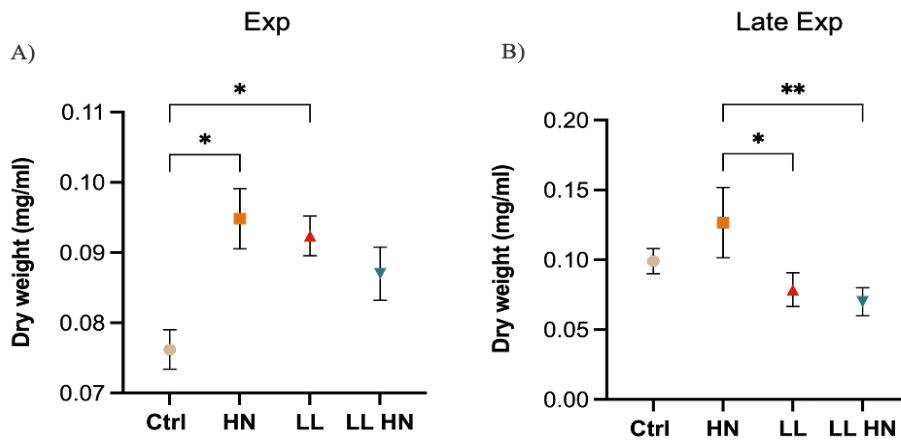 Exp
A)
*
*
Dry weight (mg/ml)
0.11
0.10
0.09
0.08
0.07
Ctrl HN LL LL HN
Late Exp
B)
**
*
Dry weight (mg/ml)
0.20
0.15
0.10
0.05
0.00
Ctrl HN LL LL HN